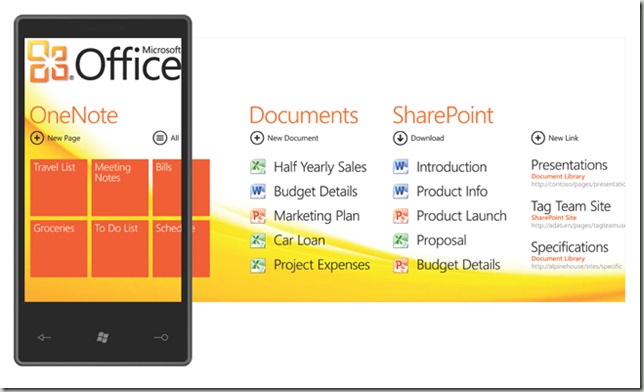 Microsoft
Office
OneNote
New Page
All
Travel List
Meeting
Notes
Bills
Groceries
To Do List
Schedule
Documents
New Document
Half Yearly Sales
Budget Details
Marketing Plan
Car Loan
Project Expenses
SharePoint
Download
Introduction
Product Info
Product Launch
Proposal
Budget Details
New Link
Presentations
Document Library
http://contoso/pages/presentatio
Tag Team Site
SharePoint Site
http://adatum/pages/tagteamuse
Specifications
Document Library
http://alpinehouse/sites/specific